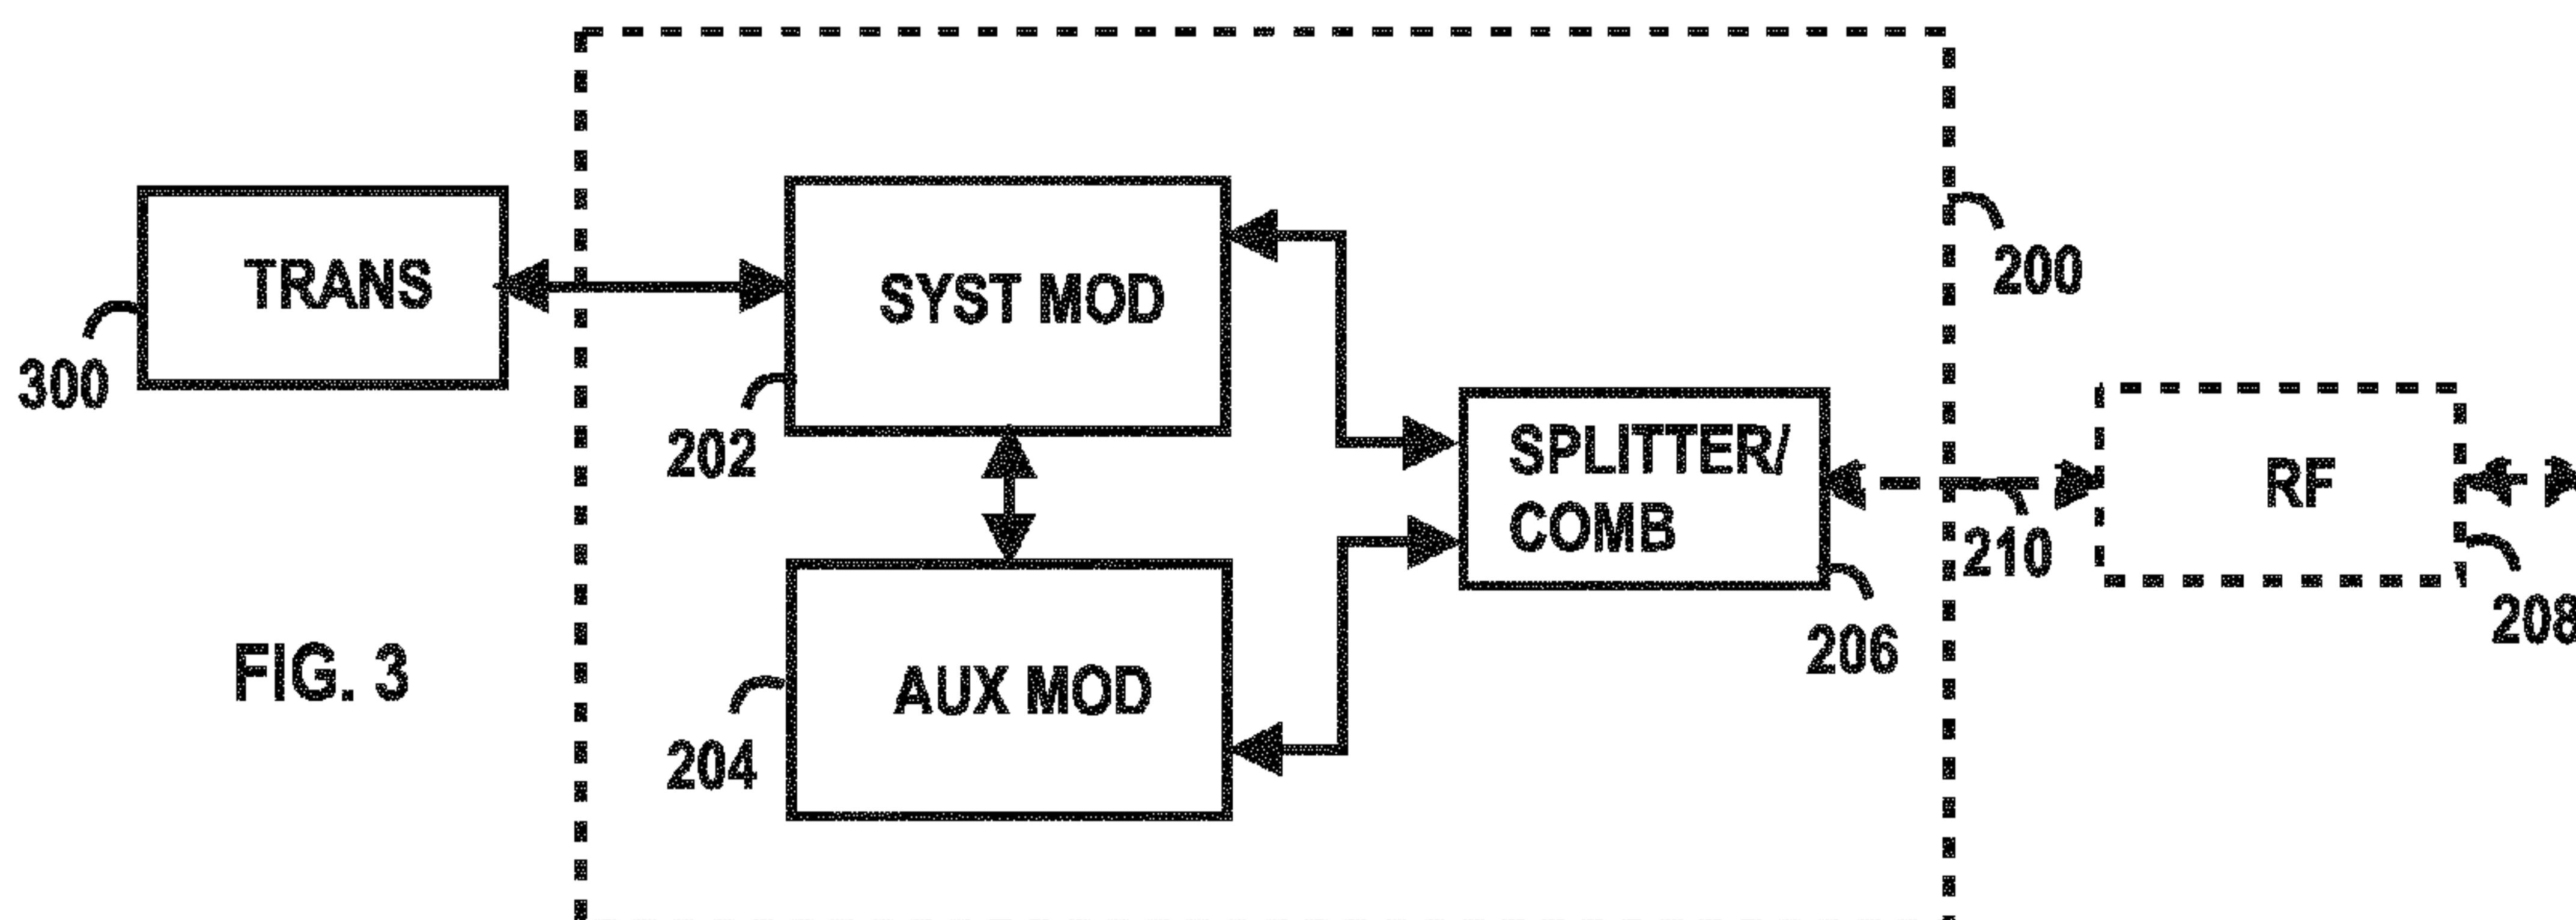 TRANS
300
SYST MOD
202
AUX MOD
204
SPLITTER/
COMB
206
200
210
RF
208
FIG. 3